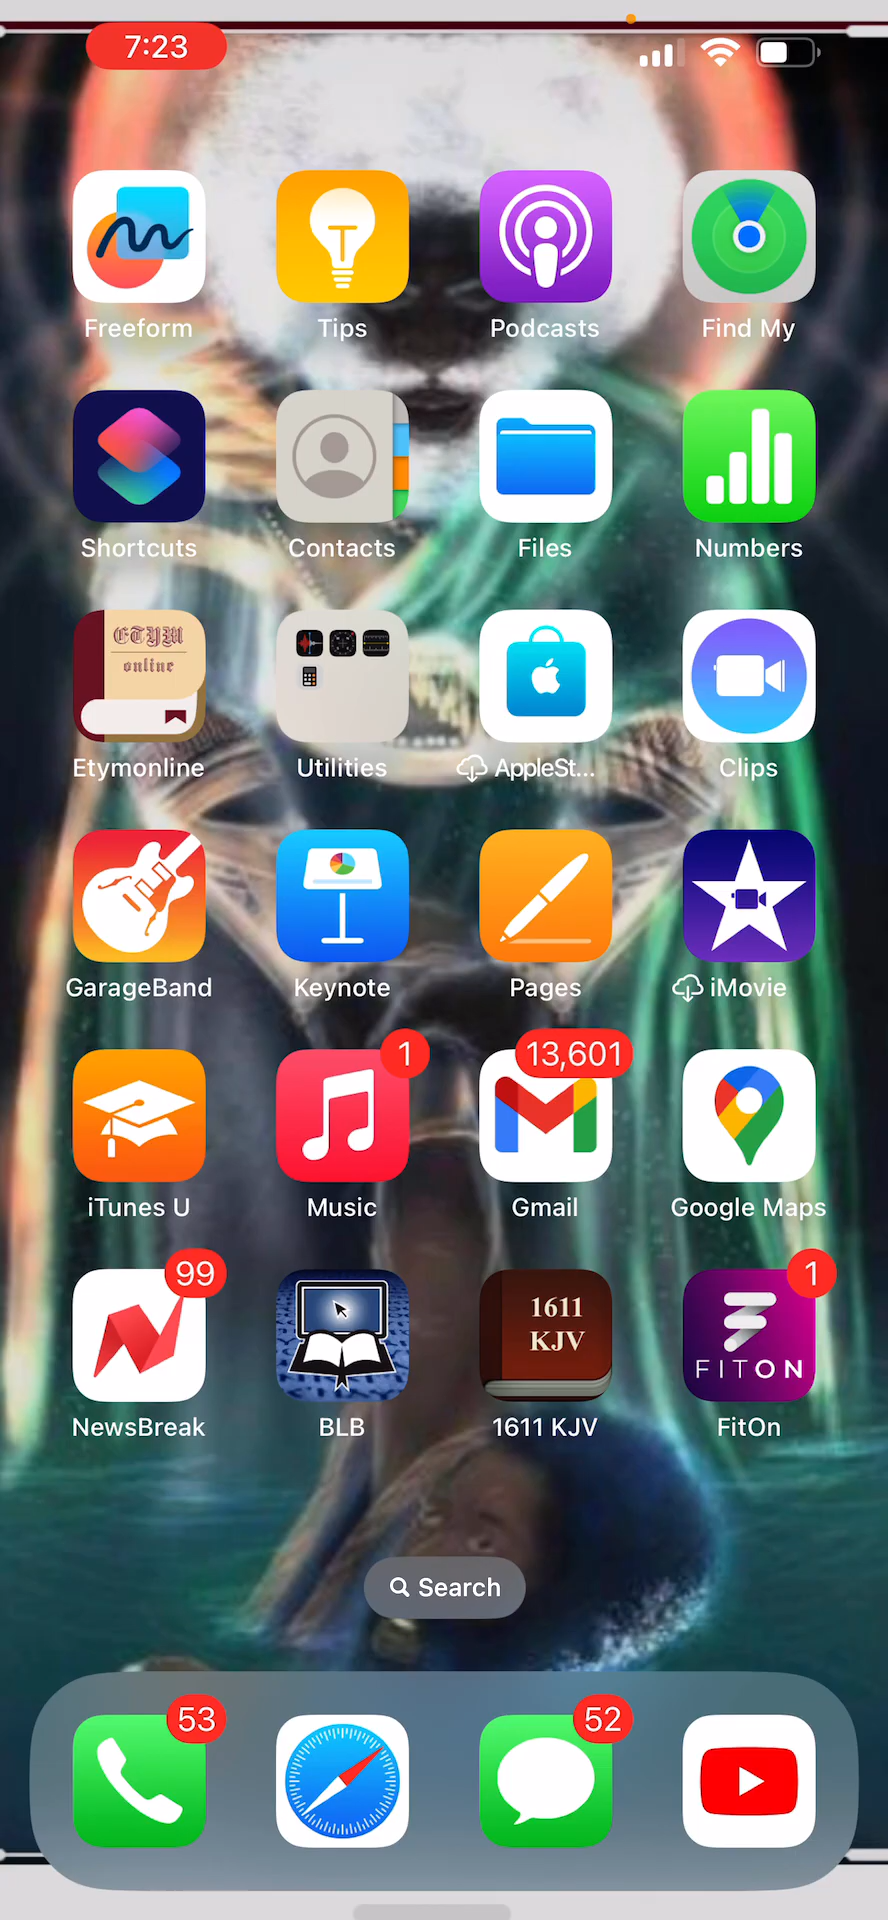 7:23
Freeform
Tips
Podcasts
Find My
Shortcuts
Contacts
Files
Numbers
ETYM
online
Etymonline
Utilities
AppleSt...
Clips
GarageBand
Keynote
Pages
iMovie
1
13,601
iTunes U
Music
Gmail
Google Maps
99
1611
KJV
1
FITON
NewsBreak
BLB
1611 KJV
FitOn
Search
53
52